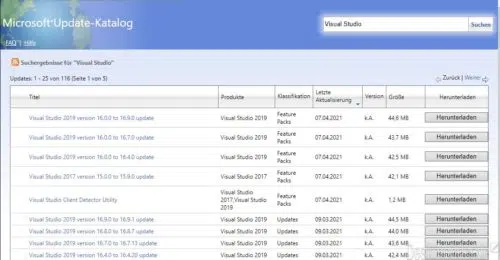 Microsoft®Update-Katalog
Visual Studio
Suchen
FAQ | Hilfe
Suchergebnisse für "Visual Studio"
Updates: 1 - 25 von 116 (Seite 1 von 5)
Zurück | Weiter
Titel Produkte Klassifikation Letzte Aktualisierung Version Größe Herunterladen
Visual Studio 2019 version 16.0.0 to 16.9.0 update Visual Studio 2019 Feature Packs 07.04.2021 k.A. 44,6 MB Herunterladen
Visual Studio 2019 version 16.0.0 to 16.7.0 update Visual Studio 2019 Feature Packs 07.04.2021 k.A. 43,7 MB Herunterladen
Visual Studio 2019 version 16.0.0 to 16.4.0 update Visual Studio 2019 Feature Packs 07.04.2021 k.A. 42,5 MB Herunterladen
Visual Studio 2017 version 15.0.0 to 15.9.0 update Visual Studio 2017 Feature Packs 07.04.2021 k.A. 42,1 MB Herunterladen
Visual Studio Client Detector Utility Visual Studio 2017,Visual Studio 2019 Feature Packs 07.04.2021 k.A. 1,2 MB Herunterladen
Visual Studio 2019 version 16.9.0 to 16.9.1 update Visual Studio 2019 Updates 09.03.2021 k.A. 44,5 MB Herunterladen
Visual Studio 2019 version 16.8.0 to 16.8.7 update Visual Studio 2019 Updates 09.03.2021 k.A. 44,0 MB Herunterladen
Visual Studio 2019 version 16.7.0 to 16.7.13 update Visual Studio 2019 Updates 09.03.2021 k.A. 43,6 MB Herunterladen
Visual Studio 2019 version 16.4.0 to 16.4.20 update Visual Studio 2019 Updates 09.03.2021 k.A. 42,4 MB Herunterladen